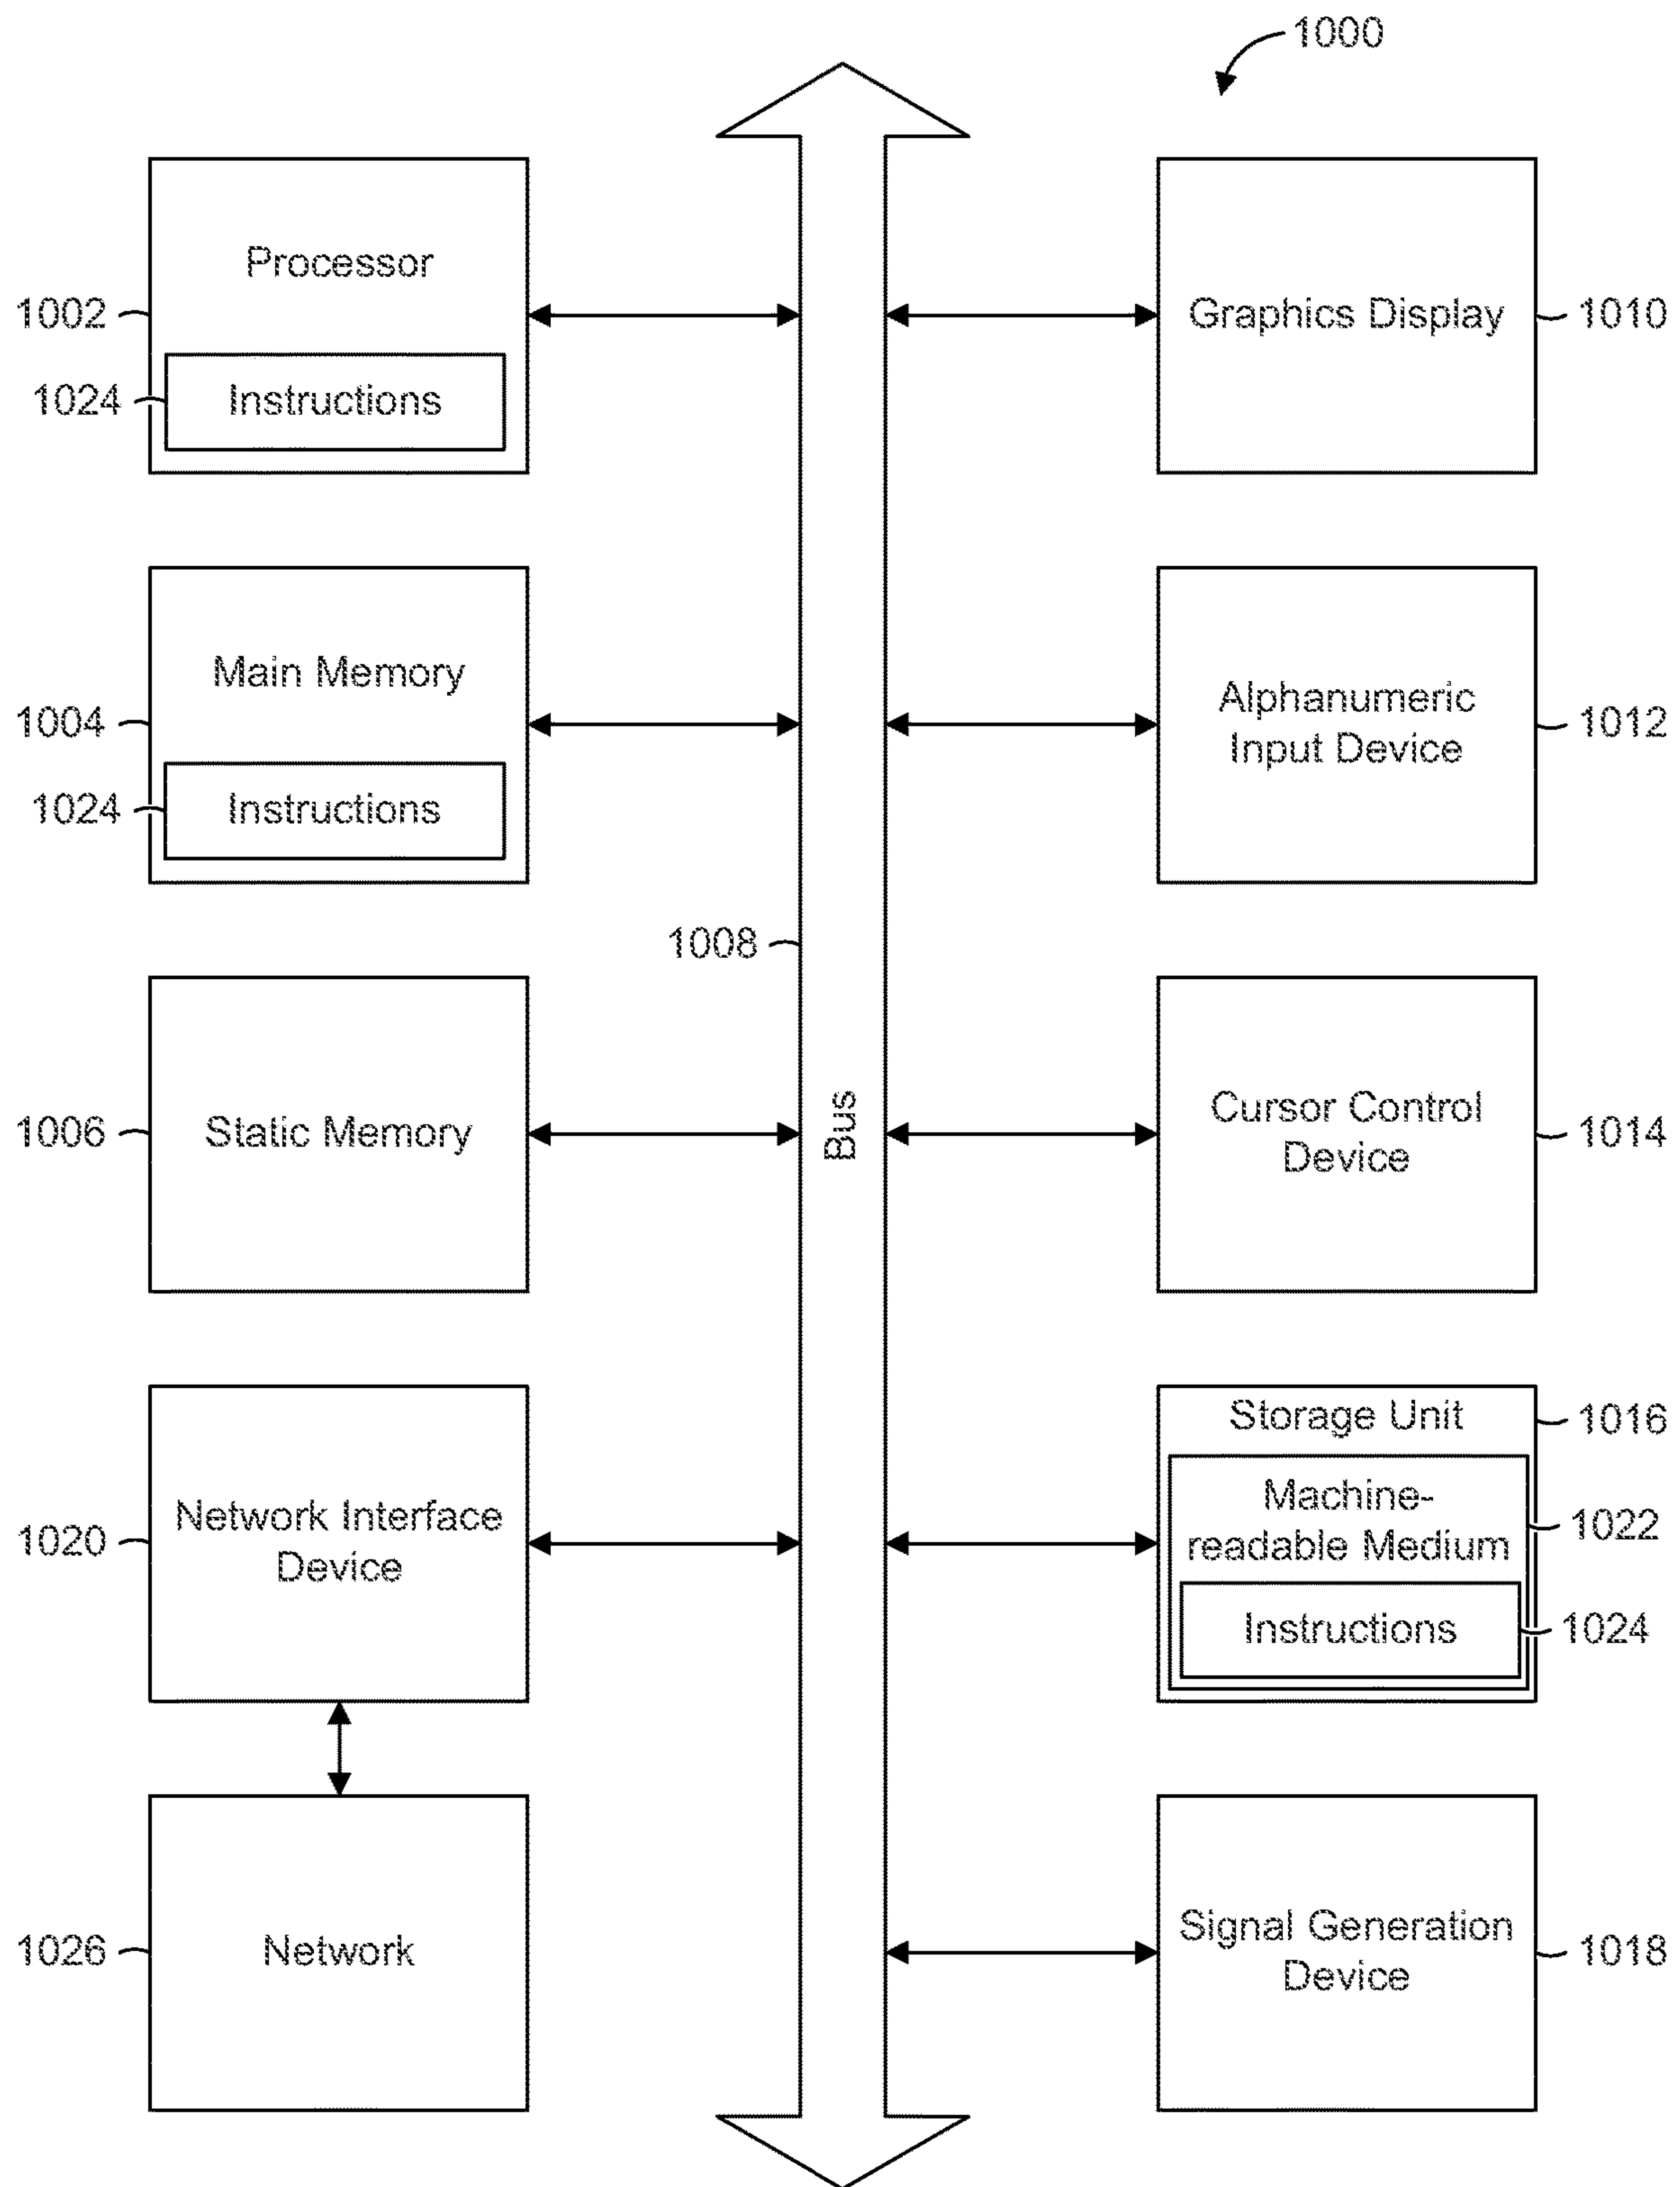 1000
Processor
1002
1024
Instructions
Graphics Display
1010
Main Memory
1004
1024
Instructions
Alphanumeric
Input Device
1012
1008
Bus
Static Memory
1006
Cursor Control
Device
1014
Network Interface
Device
1020
Storage Unit
1016
Machine-
readable Medium
1022
Instructions
1024
Network
1026
Signal Generation
Device
1018